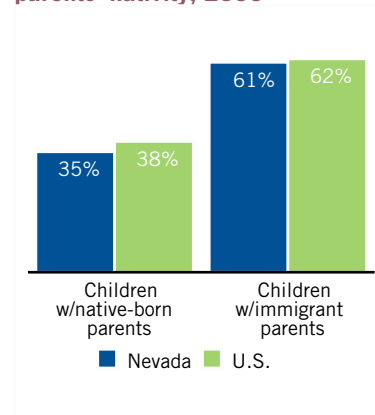 35%
38%
61%
62%
Children
w/native-born
parents
Children
w/immigrant
parents
Nevada
U.S.